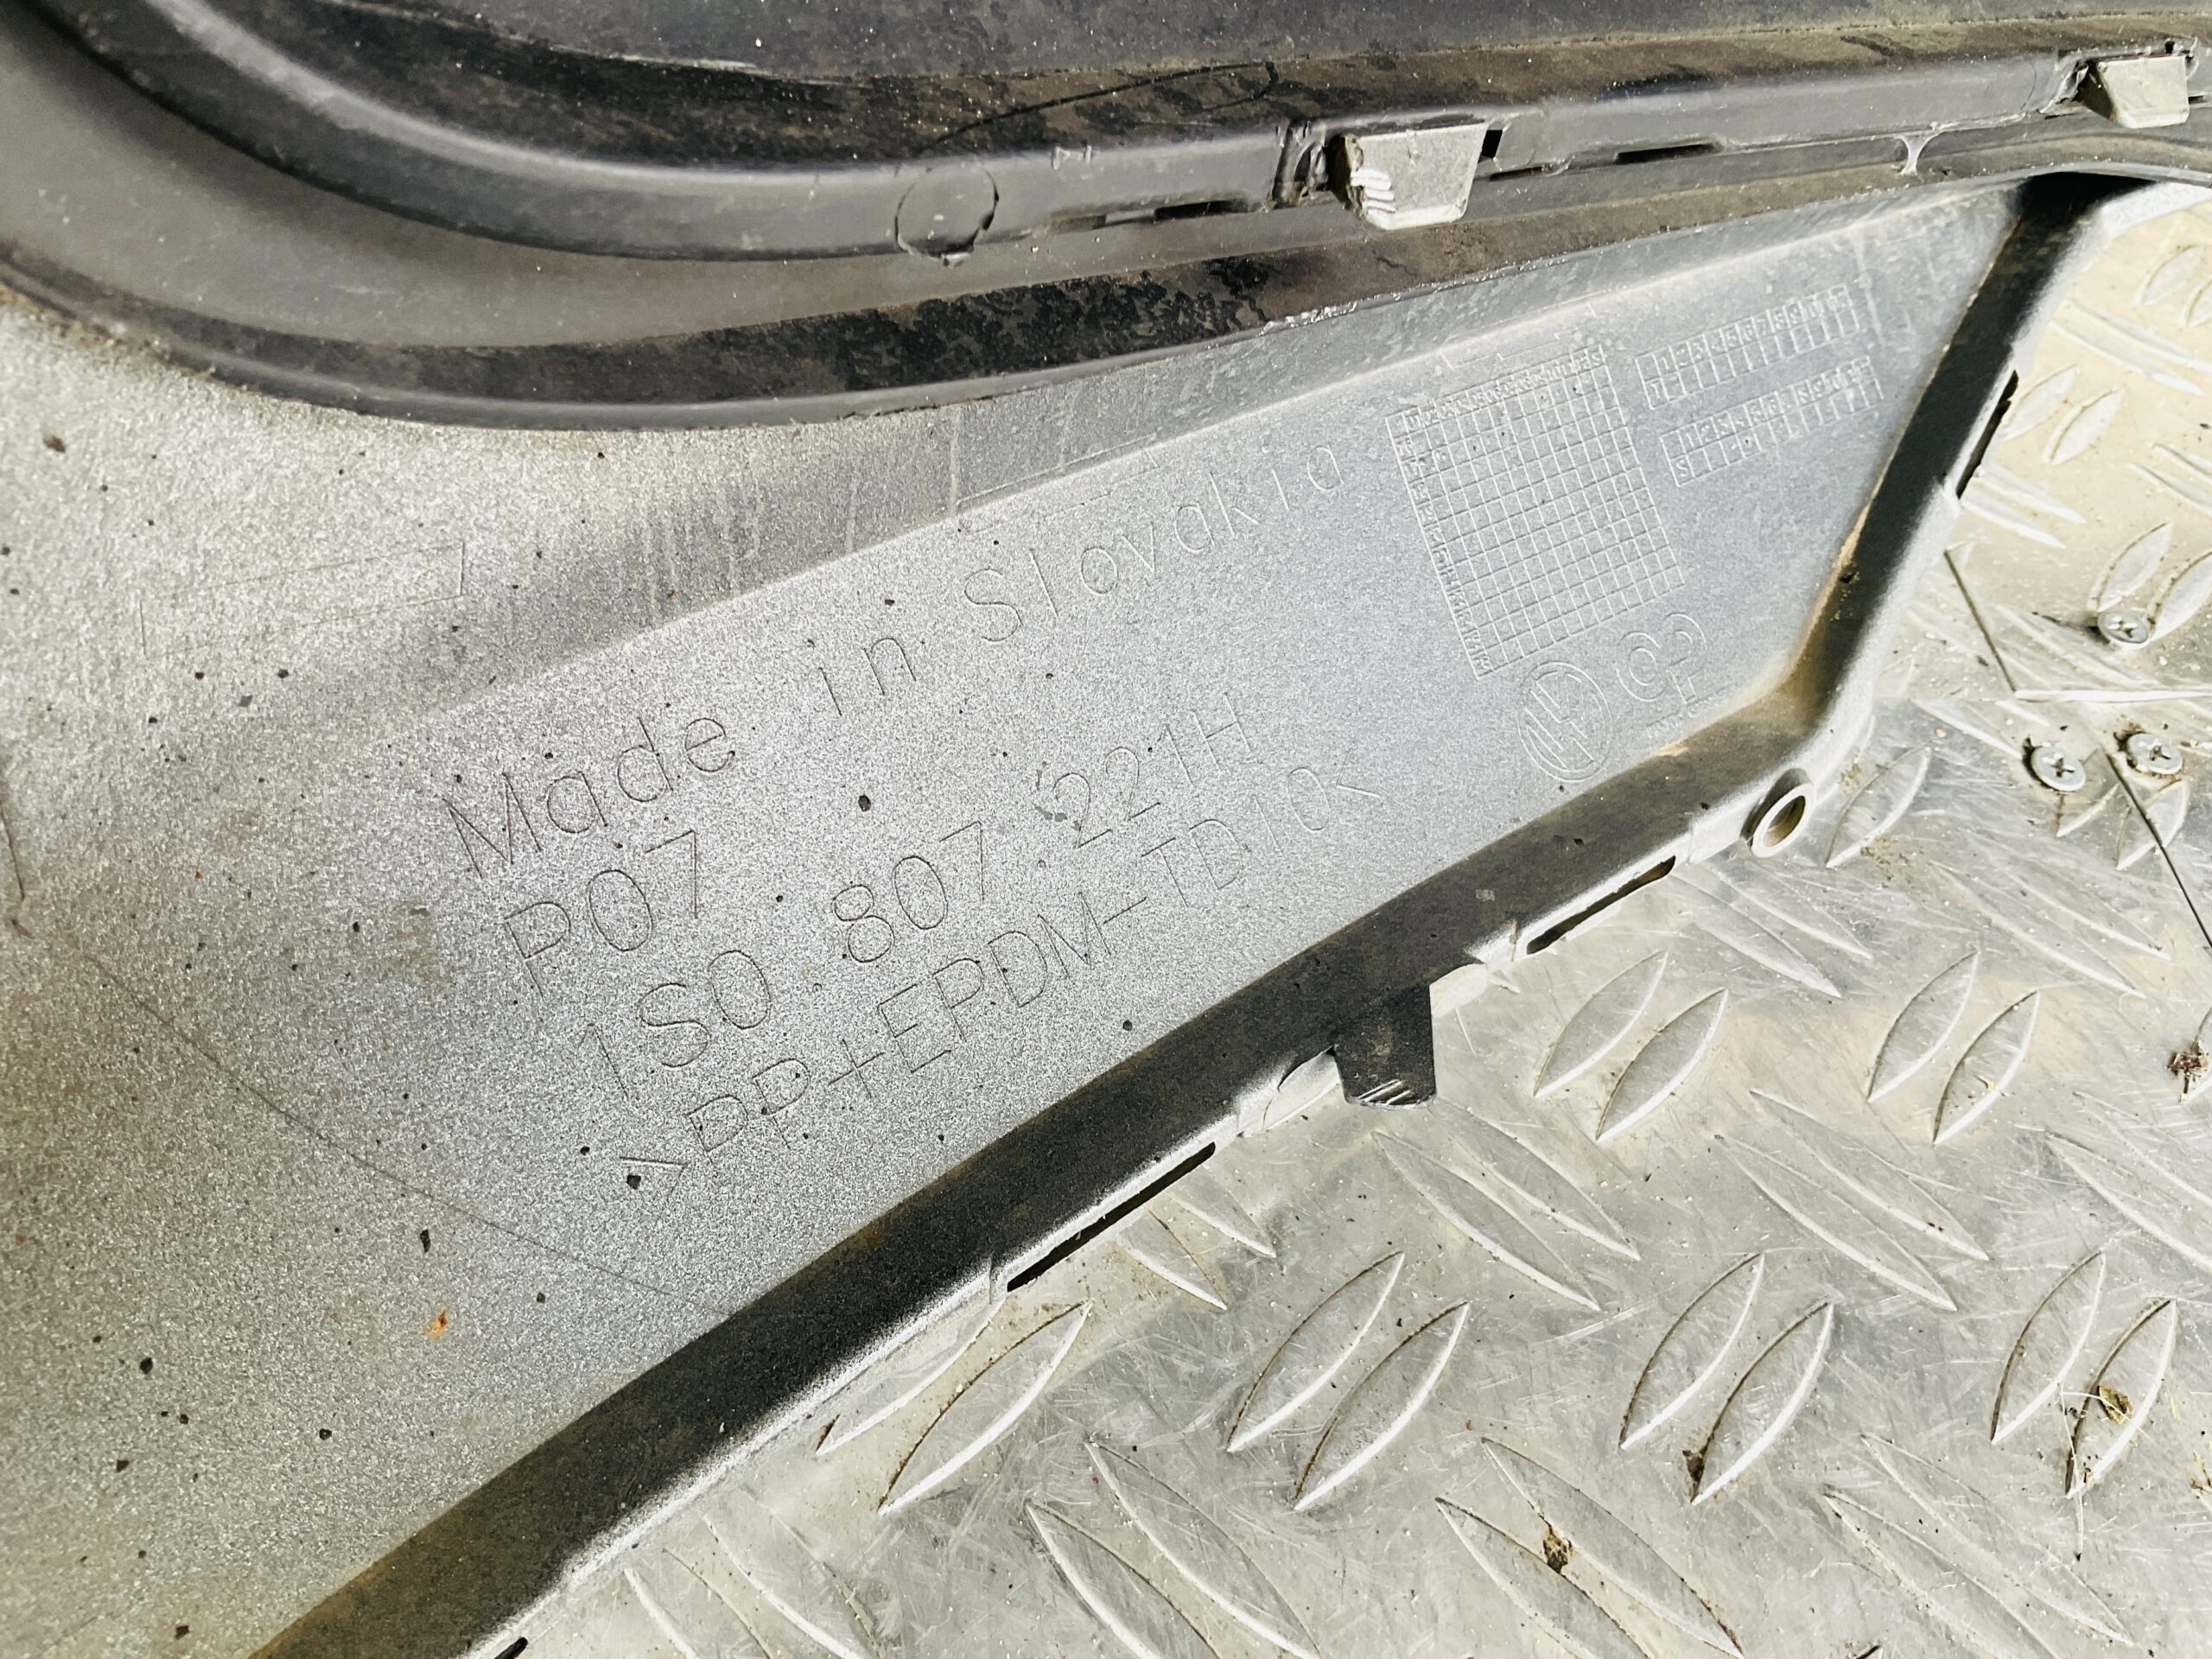 Made in Slovakia
P07
1S0 807 221H
>PP+EPDM-TD10<